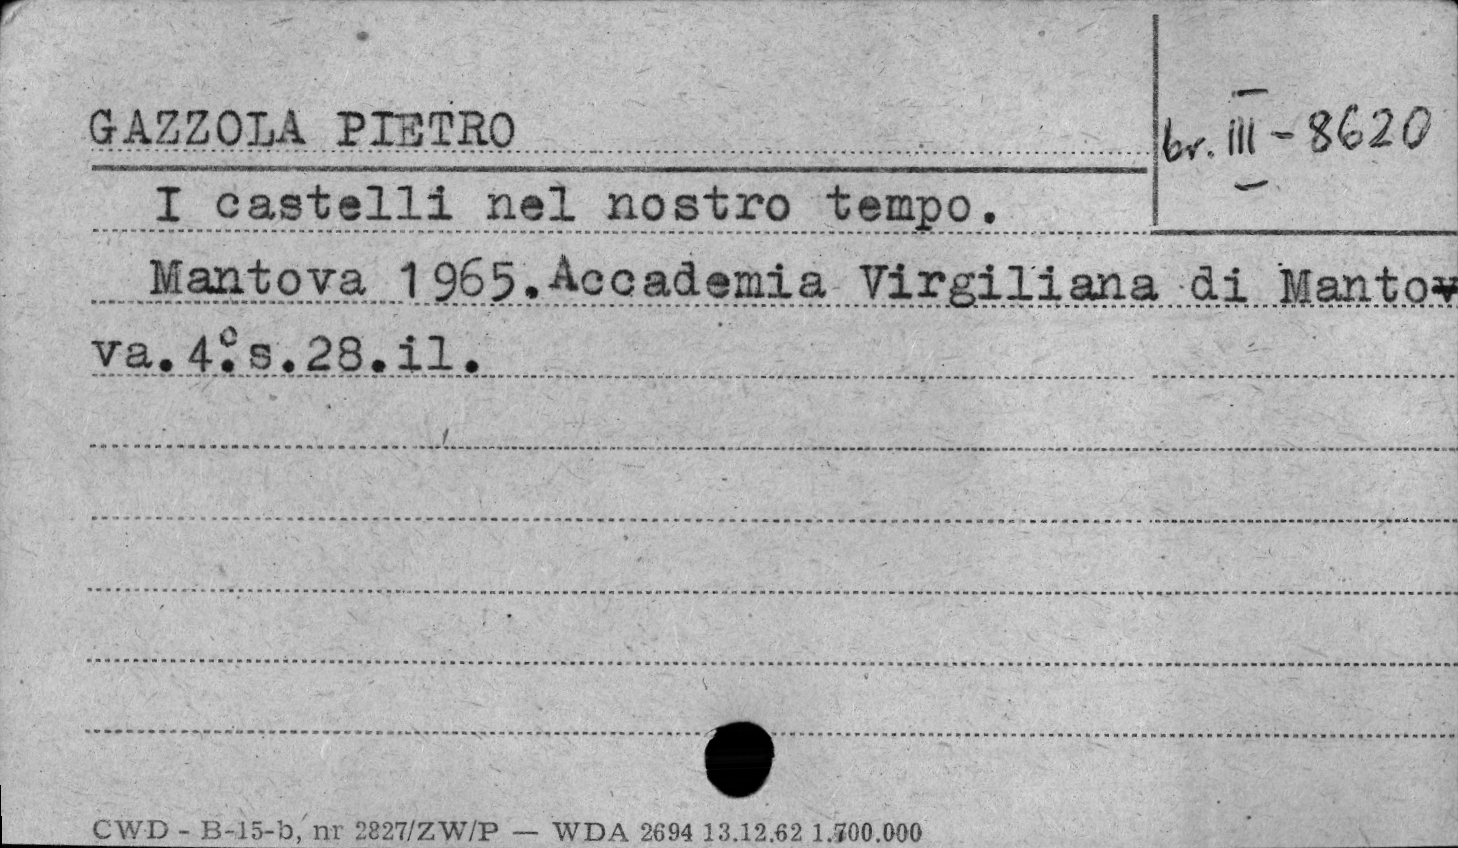 GAZZOLA PIETRO
br. III - 8620
I castelli nel nostro tempo.
Mantova 1965. Accademia Virgiliana di Mantov
va. 4°. s. 28. il.
CWD - B-15-b, nr 2827/ZW/P — WDA 2694 13.12.62 1.700.000